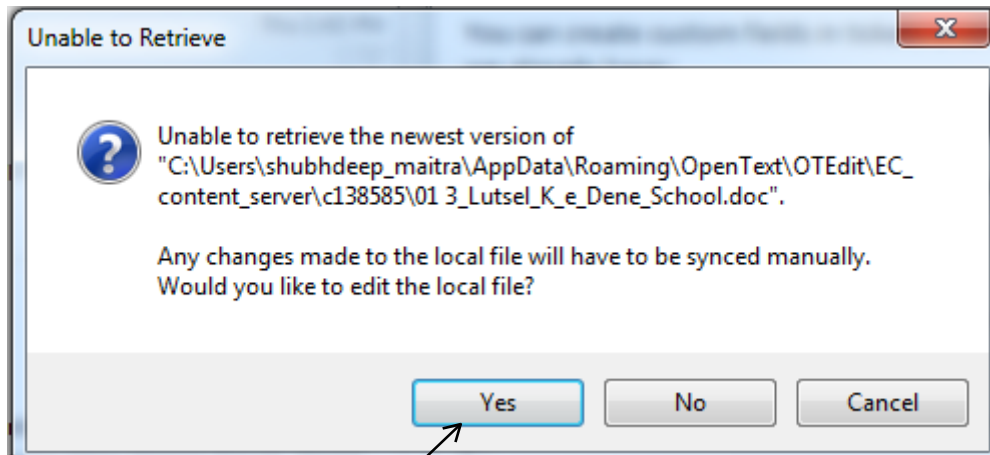 Unable to Retrieve
Unable to retrieve the newest version of
"C:\Users\shubhdeep_maitra\AppData\Roaming\OpenText\OTEdit\EC_
content_server\c138585\01 3_Lutsel_K_e_Dene_School.doc".
Any changes made to the local file will have to be synced manually.
Would you like to edit the local file?
Yes No Cancel